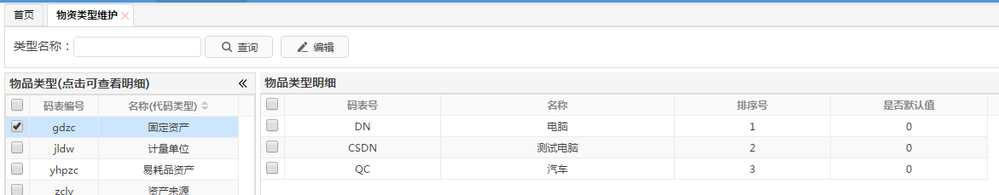 首页 物资类型维护
类型名称： 查询 编辑
物品类型(点击可查看明细)
码表编号 名称(代码类型)
gdzc 固定资产
jldw 计量单位
yhpzc 易耗品资产
zcly 资产来源
物品类型明细
码表号 名称 排序号 是否默认值
DN 电脑 1 0
CSDN 测试电脑 2 0
QC 汽车 3 0